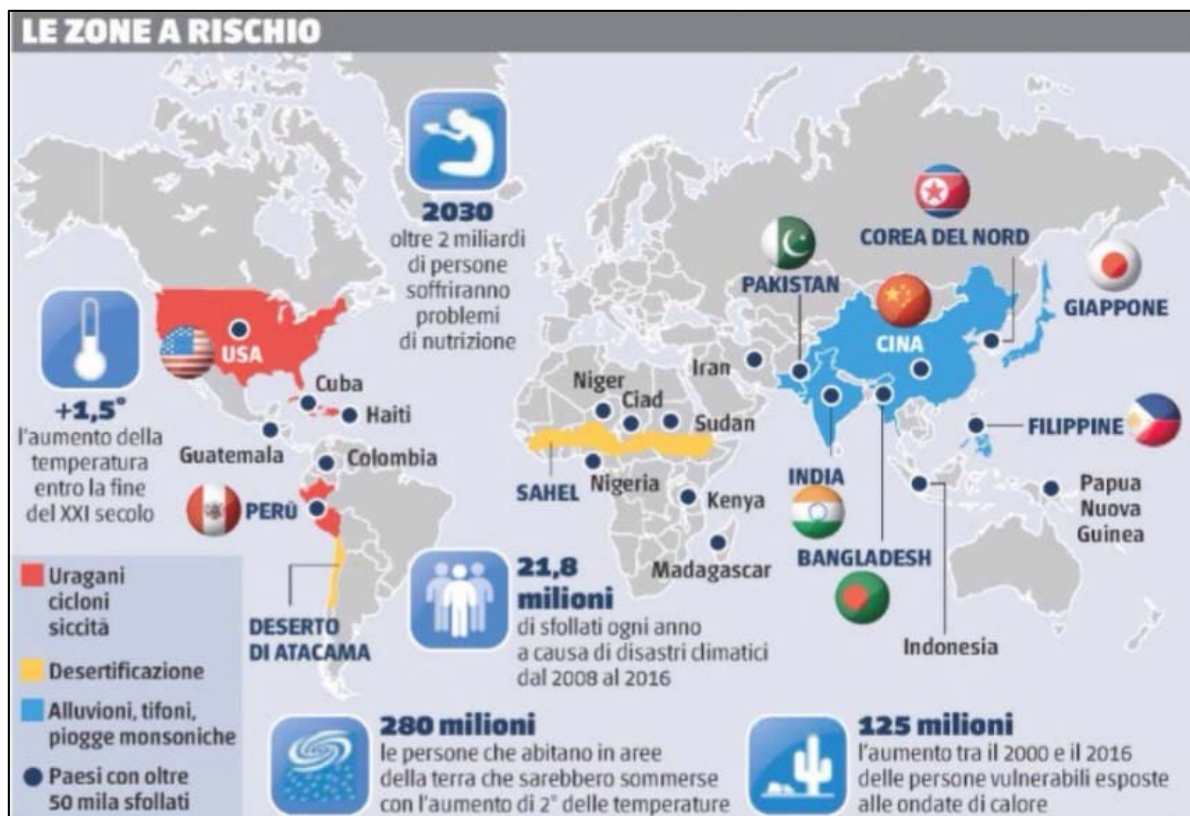 LE ZONE A RISCHIO
2030
oltre 2 miliardi
di persone
soffriranno
problemi
di nutrizione
COREA DEL NORD
PAKISTAN
GIAPPONE
CINA
USA
Iran
Cuba
Haiti
Niger
Ciad
Sudan
FILIPPINE
+1,5°
l'aumento della
temperatura
entro la fine
del XXI secolo
Guatemala
Colombia
PERÙ
SAHEL
Nigeria
Kenya
INDIA
Papua
Nuova
Guinea
Madagascar
BANGLADESH
Indonesia
DESERTO
DI ATACAMA
21,8
milioni
di sfollati ogni anno
a causa di disastri climatici
dal 2008 al 2016
Uragani
cicloni
siccità
Desertificazione
Alluvioni, tifoni,
piogge monsoniche
Paesi con oltre
50 mila sfollati
280 milioni
le persone che abitano in aree
della terra che sarebbero sommerse
con l'aumento di 2° delle temperature
125 milioni
l'aumento tra il 2000 e il 2016
delle persone vulnerabili esposte
alle ondate di calore